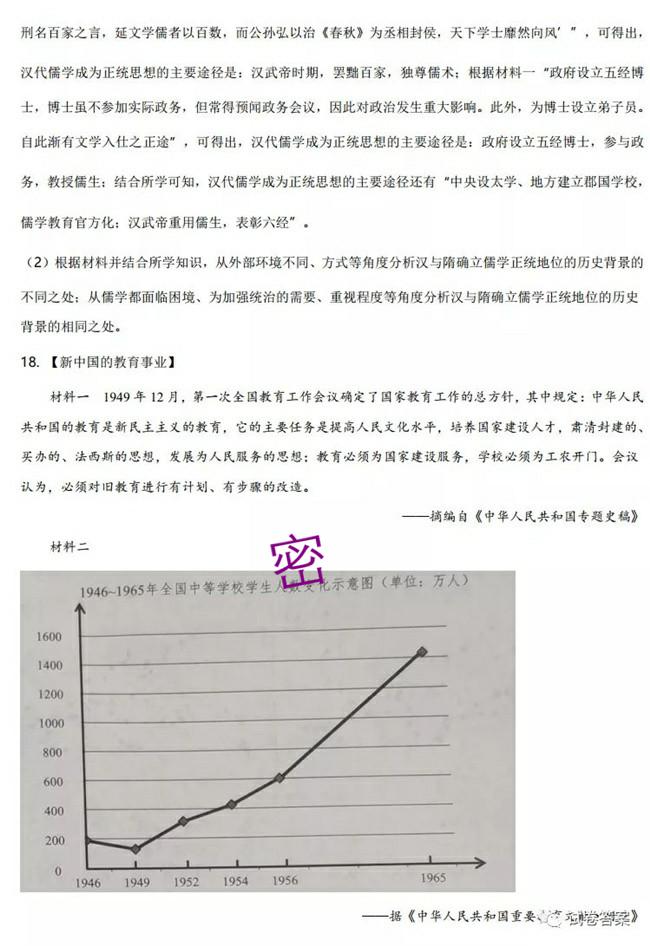 刑名百家之言，延文学儒者以百数，而公孙弘以治《春秋》为丞相封侯，天下学士靡然向风’”，可得出，
汉代儒学成为正统思想的主要途径是：汉武帝时期，罢黜百家，独尊儒术；根据材料一“政府设立五经博
士，博士虽不参加实际政务，但常得预闻政务会议，因此对政治发生重大影响。此外，为博士设立弟子员。
自此渐有文学入仕之正途”，可得出，汉代儒学成为正统思想的主要途径是：政府设立五经博士，参与政
务，教授儒生；结合所学可知，汉代儒学成为正统思想的主要途径还有“中央设太学、地方建立郡国学校，
儒学教育官方化；汉武帝重用儒生，表彰六经”。
（2）根据材料并结合所学知识，从外部环境不同、方式等角度分析汉与隋确立儒学正统地位的历史背景的
不同之处；从儒学都面临困境、为加强统治的需要、重视程度等角度分析汉与隋确立儒学正统地位的历史
背景的相同之处。
18. 【新中国的教育事业】
材料一 1949年12月，第一次全国教育工作会议确定了国家教育工作的总方针，其中规定：中华人民
共和国的教育是新民主主义的教育，它的主要任务是提高人民文化水平，培养国家建设人才，肃清封建的、
买办的、法西斯的思想，发展为人民服务的思想；教育必须为国家建设服务，学校必须为工农开门。会议
认为，必须对旧教育进行有计划、有步骤的改造。
——摘编自《中华人民共和国专题史稿》
材料二
密
1946~1965年全国中等学校学生人数变化示意图（单位：万人）
1600
1400
1200
1000
800
600
400
200
0
1946 1949 1952 1954 1956 1965
——据《中华人民共和国重要
试卷答案